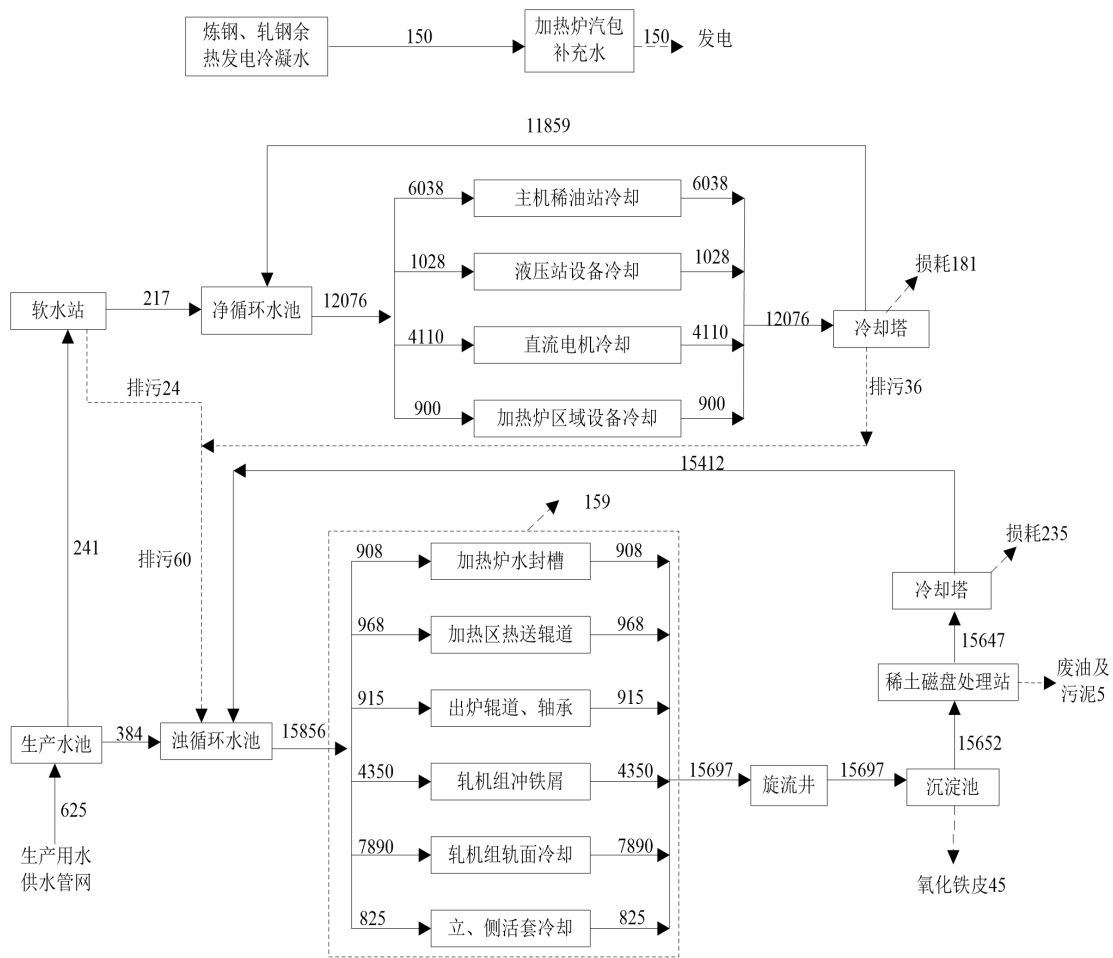 炼钢、轧钢余
热发电冷凝水
150
加热炉汽包
补充水
150
发电
11859
6038
主机稀油站冷却
6038
1028
液压站设备冷却
1028
损耗181
软水站
217
净循环水池
12076
4110
直流电机冷却
4110
12076
冷却塔
排污24
900
加热炉区域设备冷却
900
排污36
15412
159
241
排污60
908
加热炉水封槽
908
损耗235
冷却塔
968
加热区热送辊道
968
15647
稀土磁盘处理站
废油及
污泥5
915
出炉辊道、轴承
915
生产水池
384
浊循环水池
15856
15652
4350
轧机组冲铁屑
4350
15697
旋流井
15697
沉淀池
625
生产用水
供水管网
7890
轧机组轨面冷却
7890
氧化铁皮45
825
立、侧活套冷却
825